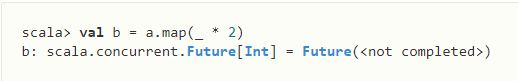 scala> val b = a.map(_ * 2)
b: scala.concurrent.Future[Int] = Future(<not completed>)